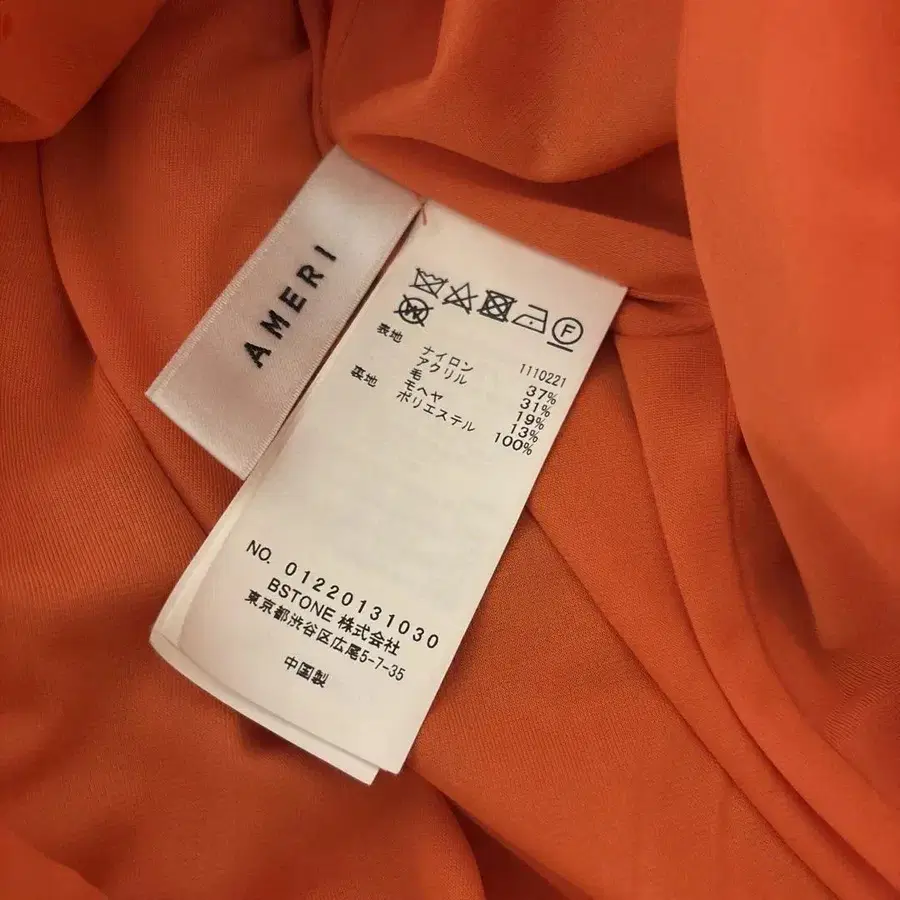 AMERI
F
W
1110221
表地 ナイロン 37%
アクリル 31%
毛 19%
モヘヤ 13%
裏地 ポリエステル 100%
NO. 01220131030
BSTONE 株式会社
東京都渋谷区広尾5-7-35
中国製